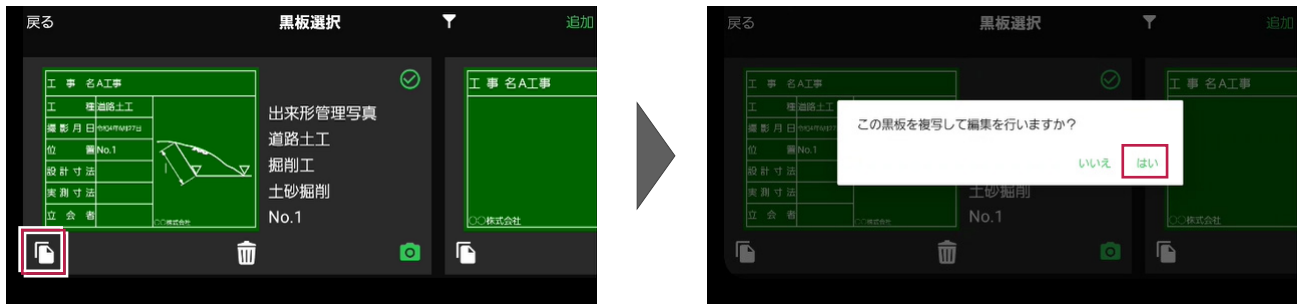 戻る
黒板選択
追加
工 事 名A工事
工 種道路土工
撮 影 月 日
位 置No.1
設 計 寸 法
実 測 寸 法
立 会 者
〇〇株式会社
出来形管理写真
道路土工
掘削工
土砂掘削
No.1
工 事 名A工事
〇〇株式会社
戻る
黒板選択
追加
工 事 名A工事
工 種道路土工
撮 影 月 日
位 置No.1
設 計 寸 法
実 測 寸 法
立 会 者
〇〇株式会社
この黒板を複写して編集を行いますか?
いいえ
はい
土砂掘削
No.1
工 事 名A工事
〇〇株式会社